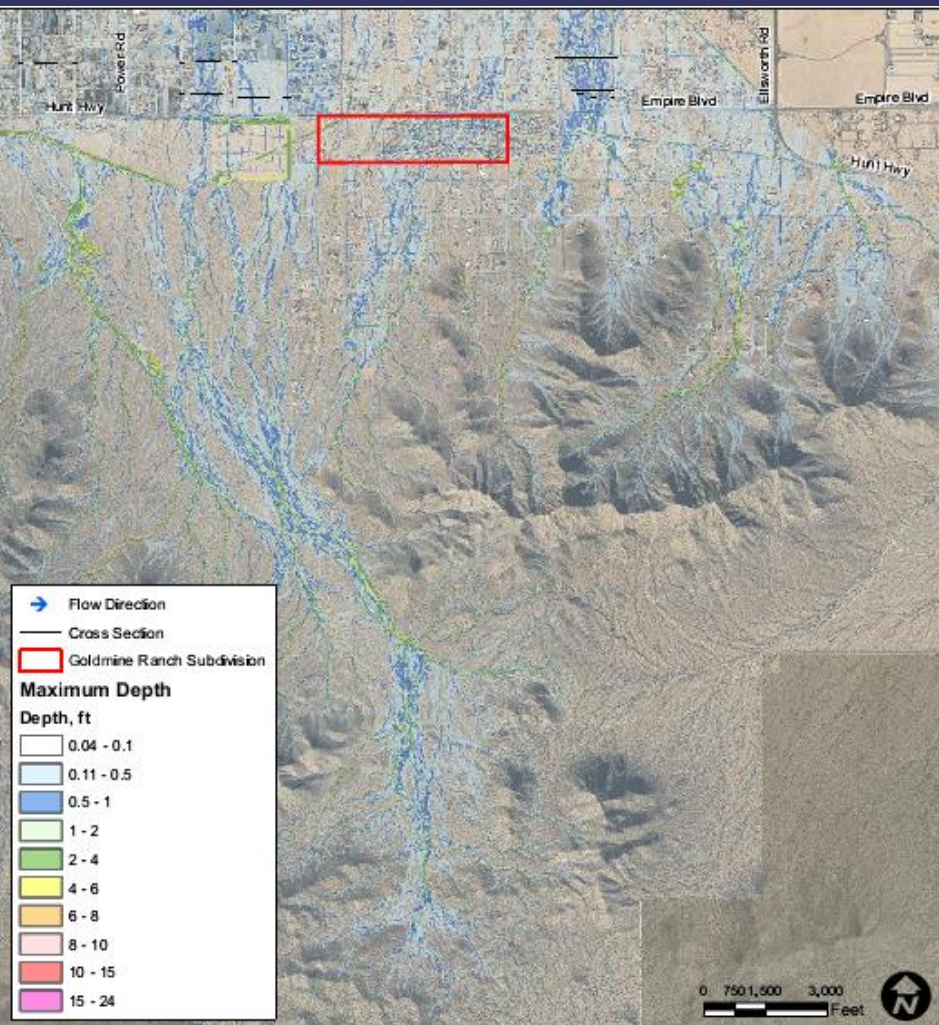 Power Rd
Ellsworth Rd
Hunt Hwy
Empire Blvd
Empire Blvd
Hunt Hwy
Flow Direction
Cross Section
Goldmine Ranch Subdivision
Maximum Depth
Depth, ft
0.04 - 0.1
0.11 - 0.5
0.5 - 1
1 - 2
2 - 4
4 - 6
6 - 8
8 - 10
10 - 15
15 - 24
0 7501,500 3,000
Feet
N